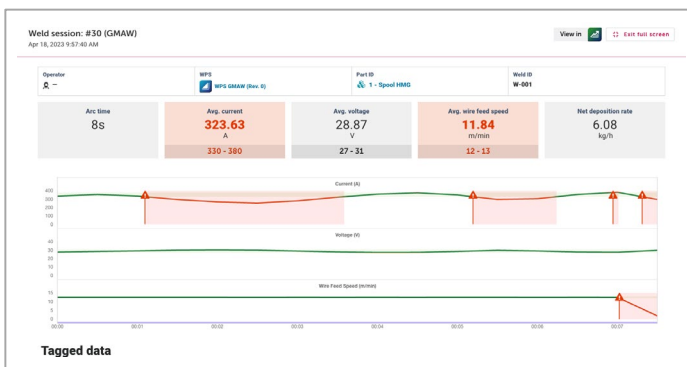 Weld session: #30 (GMAW)
View in
Exit full screen
Apr 18, 2023 9:57:40 AM
Operator WPS Part ID Weld ID
– WPS GMAW (Rev. 0) 1 - Spool HMG W-001
Arc time Avg. current Avg. voltage Avg. wire feed speed Net deposition rate
8s 323.63 28.87 11.84 6.08
A V m/min kg/h
330 - 380 27 - 31 12 - 13
Current (A)
400
300
200
100
0
Voltage (V)
40
30
20
10
0
Wire Feed Speed (m/min)
15
10
5
0
00:00 00:01 00:02 00:03 00:04 00:05 00:06 00:07
Tagged data